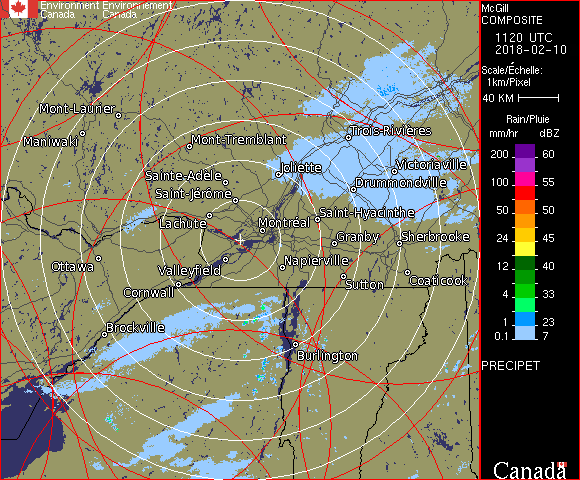 Environment Environnement
Canada Canada
McGill
COMPOSITE
1120 UTC
2018-02-10
Scale/Échelle:
1km/Pixel
40 KM
Rain/Pluie
mm/hr dBZ
200 60
100 55
50 50
24 45
12 40
4 33
1 23
0.1 7
PRECIPET
Canada
Mont-Laurier
Maniwaki
Mont-Tremblant
Trois-Rivières
Joliette
Victoriaville
Sainte-Adèle
Drummondville
Saint-Jérôme
Lachute
Saint-Hyacinthe
Montréal
Granby
Sherbrooke
Ottawa
Valleyfield
Napierville
Cornwall
Sutton
Coaticook
Brockville
Burlington